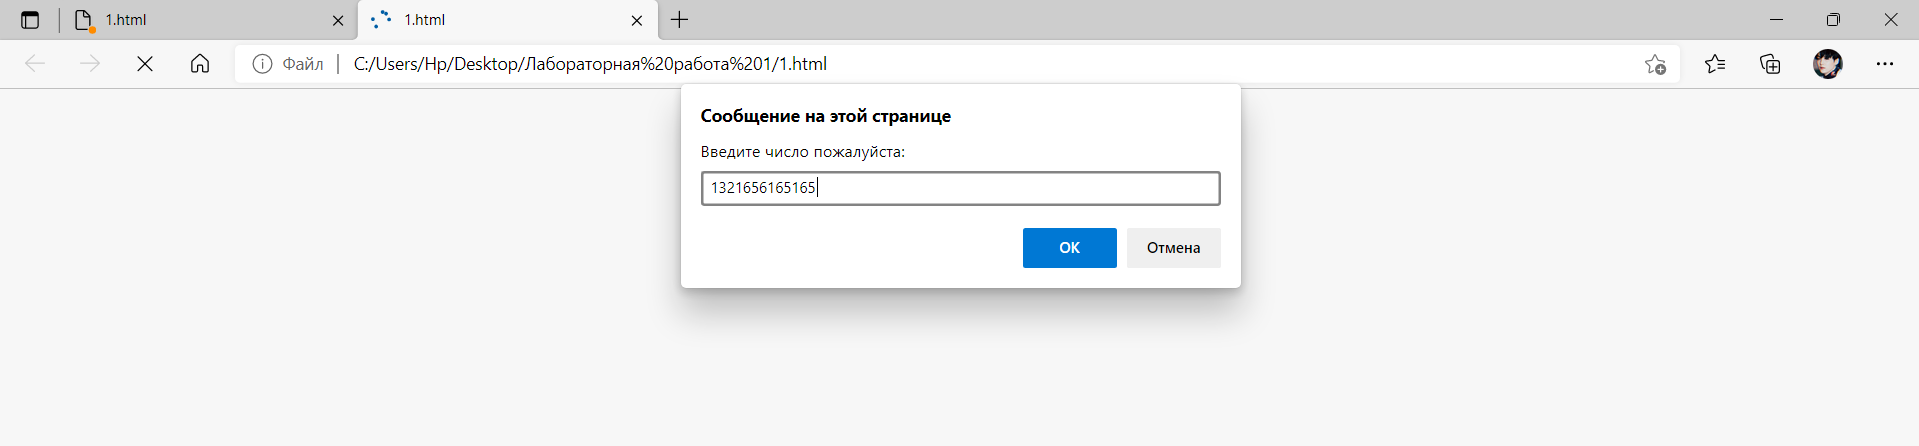 1.html
1.html
Файл
C:/Users/Hp/Desktop/Лабораторная%20работа%201/1.html
Сообщение на этой странице
Введите число пожалуйста:
1321656165165
ОК
Отмена